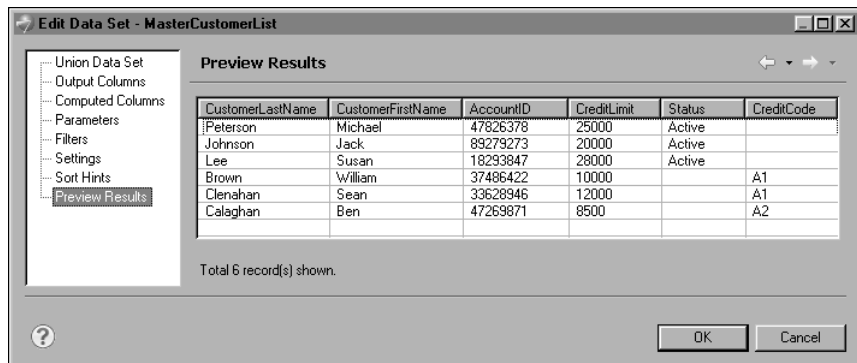 Edit Data Set - MasterCustomerList
Union Data Set
Output Columns
Computed Columns
Parameters
Filters
Settings
Sort Hints
Preview Results
Preview Results
CustomerLastName CustomerFirstName AccountID CreditLimit Status CreditCode
Peterson Michael 47826378 25000 Active
Johnson Jack 89279273 20000 Active
Lee Susan 18293847 28000 Active
Brown William 37486422 10000 A1
Clenahan Sean 33628946 12000 A1
Calaghan Ben 47269871 8500 A2
Total 6 record(s) shown.
?
OK Cancel